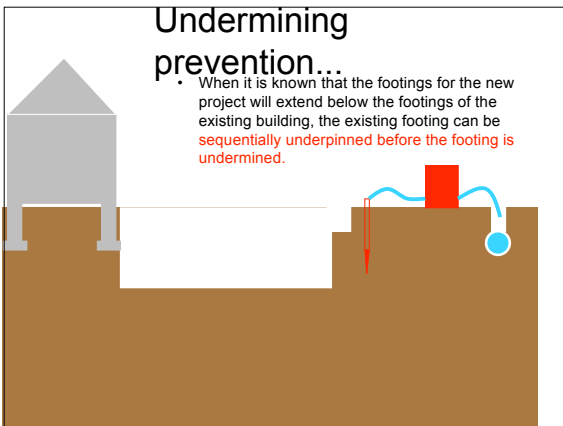 Undermining
prevention...
• When it is known that the footings for the new
project will extend below the footings of the
existing building, the existing footing can be
sequentially underpinned before the footing is
undermined.